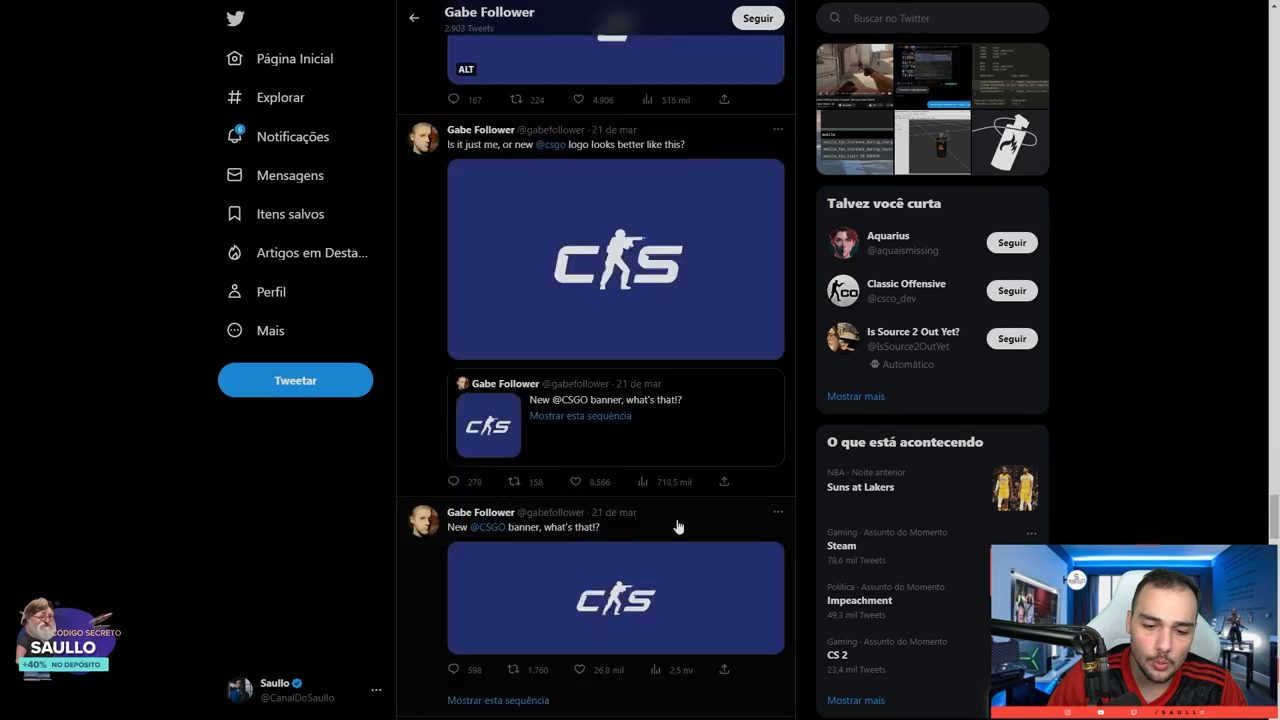 Página Inicial
Explorar
6
Notificações
Mensagens
Itens salvos
Artigos em Desta...
Perfil
Mais
Tweetar
CÓDIGO SECRETO
SAULLO
+40% NO DEPÓSITO
Saullo
@CanalDoSaullo
Gabe Follower
2.903 Tweets
Seguir
ALT
167
224
4.906
516 mil
Gabe Follower @gabefollower · 21 de mar
Is it just me, or new @csgo logo looks better like this?
CS
Gabe Follower @gabefollower · 21 de mar
New @CSGO banner, what's that!?
Mostrar esta sequência
CS
278
158
8.566
718,5 mil
Gabe Follower @gabefollower · 21 de mar
New @CSGO banner, what's that!?
CS
598
1.760
26,8 mil
2,5 mi
Mostrar esta sequência
Buscar no Twitter
Talvez você curta
Aquarius
@aquaismissing
Seguir
Classic Offensive
@csco_dev
Seguir
CO
Is Source 2 Out Yet?
@IsSource2OutYet
Automático
Seguir
Mostrar mais
O que está acontecendo
NBA · Noite anterior
Suns at Lakers
Gaming · Assunto do Momento
Steam
78,6 mil Tweets
Política · Assunto do Momento
Impeachment
49,3 mil Tweets
Gaming · Assunto do Momento
CS 2
23,4 mil Tweets
Mostrar mais
/SAULLO